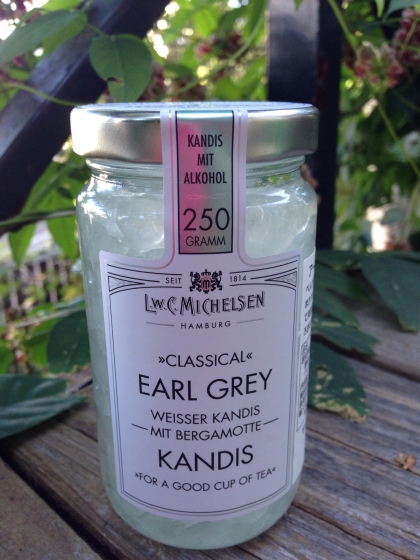 KANDIS
MIT
ALKOHOL
250
GRAMM
SEIT 1814
L.W.C. MICHELSEN
HAMBURG
»CLASSICAL«
EARL GREY
WEISSER KANDIS
MIT BERGAMOTTE
KANDIS
»FOR A GOOD CUP OF TEA«